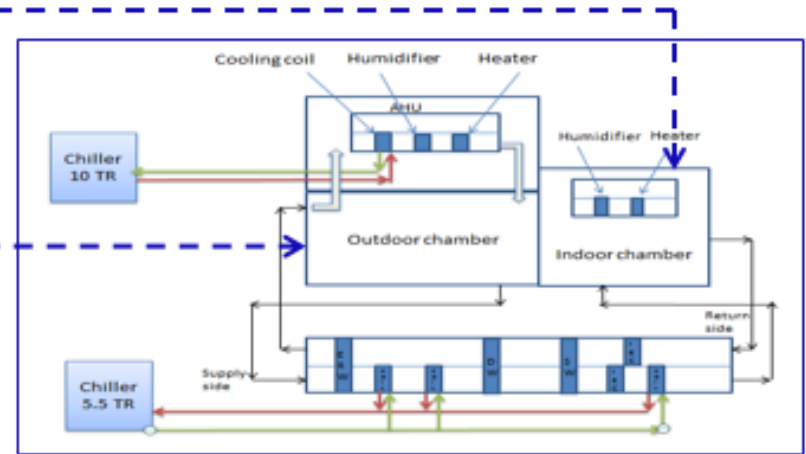 Cooling coil Humidifier Heater
AHU
Humidifier Heater
Chiller
10 TR
Outdoor chamber
Indoor chamber
Return
side
Supply
side
D
W
S
W
Chiller
5.5 TR